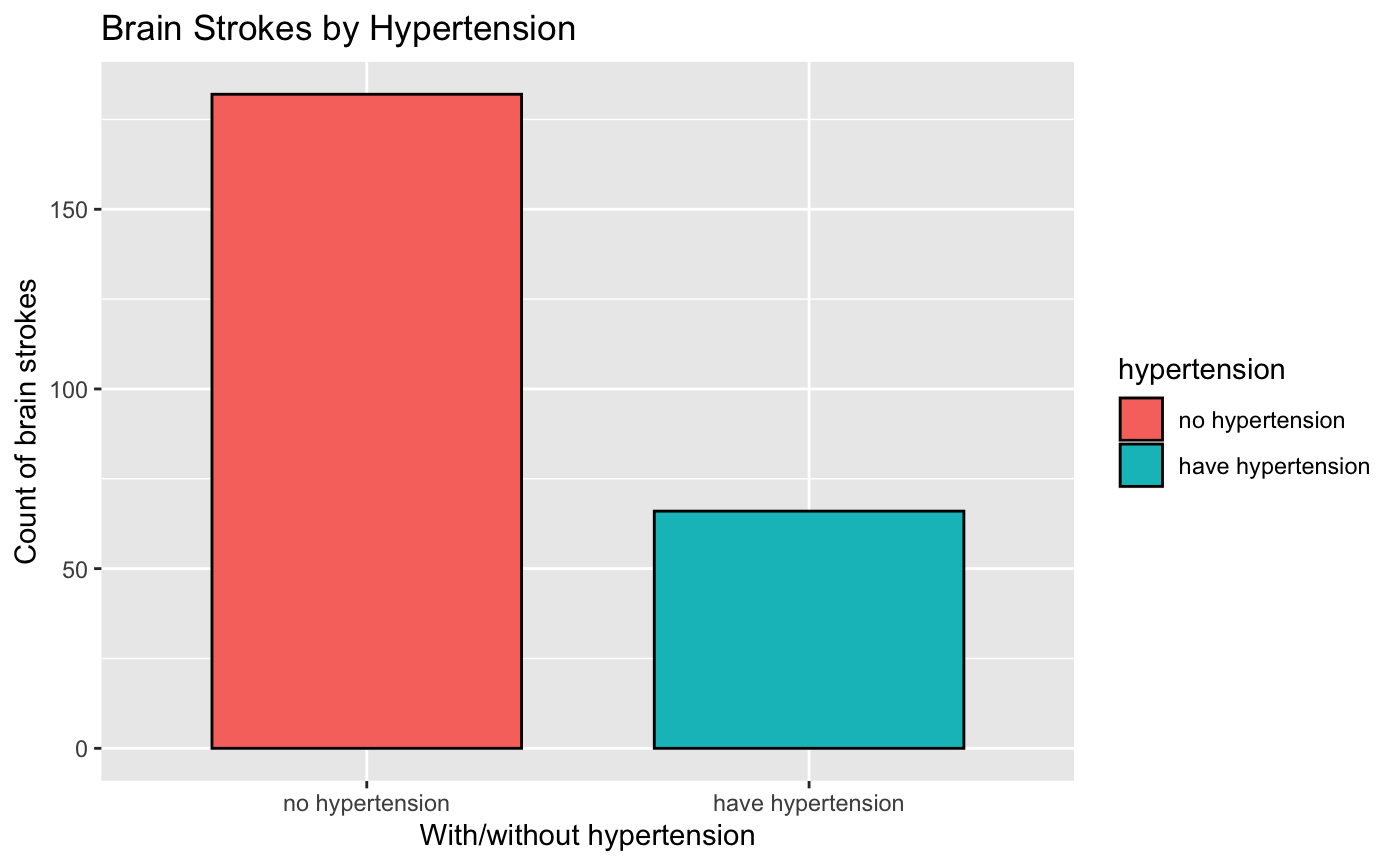 Brain Strokes by Hypertension
Count of brain strokes
150
100
50
0
no hypertension
have hypertension
With/without hypertension
hypertension
no hypertension
have hypertension